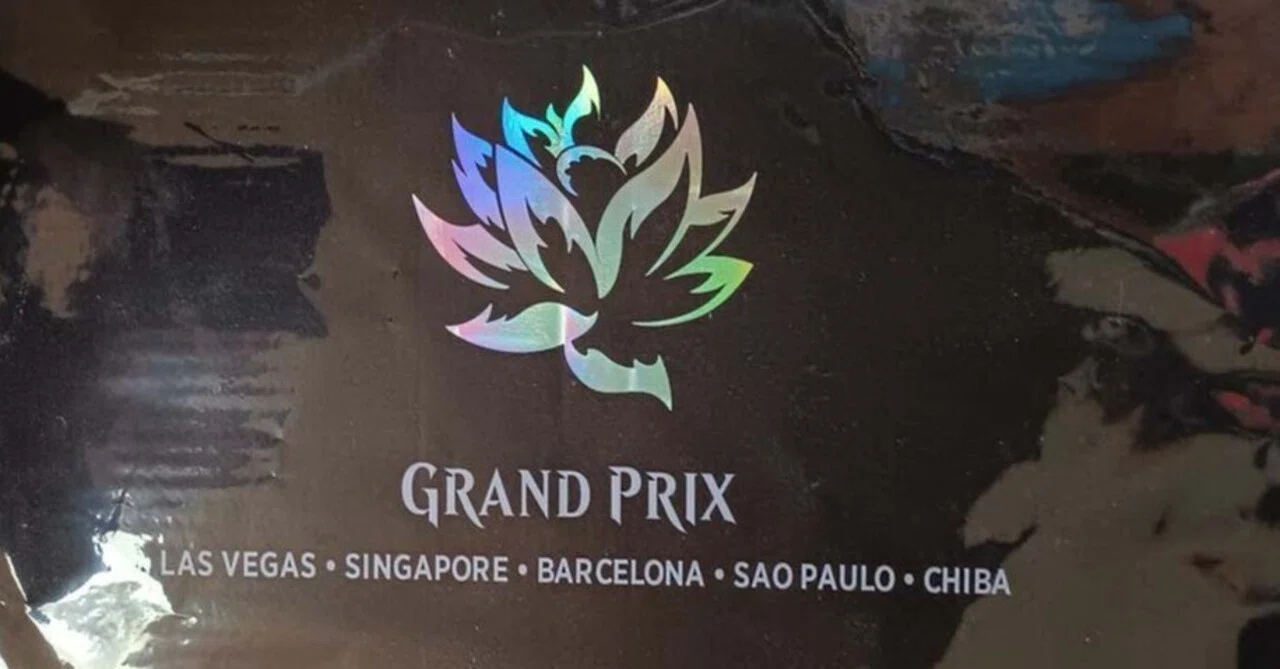 GRAND PRIX
LAS VEGAS • SINGAPORE • BARCELONA • SAO PAULO • CHIBA